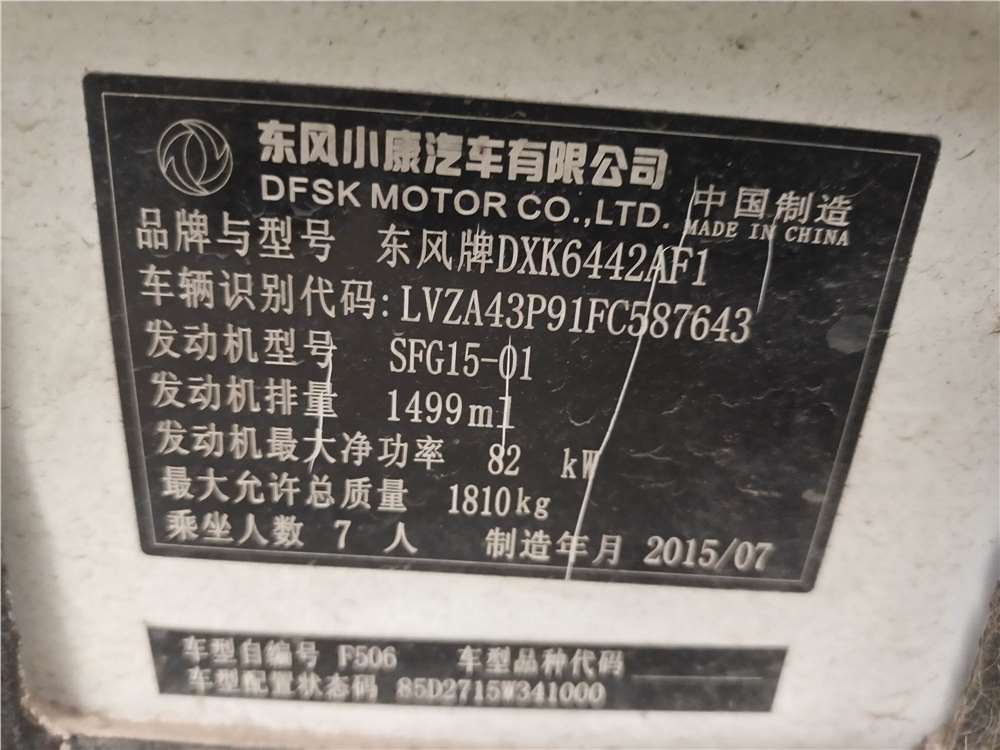 东风小康汽车有限公司
DFSK MOTOR CO.,LTD.
中国制造
MADE IN CHINA
品牌与型号 东风牌DXK6442AF1
车辆识别代码:LVZA43P91FC587643
发动机型号 SFG15-01
发动机排量 1499ml
发动机最大净功率 82 kW
最大允许总质量 1810kg
乘坐人数 7 人 制造年月 2015/07
车型自编号 F506 车型品种代码
车型配置状态码 85D2715W341000